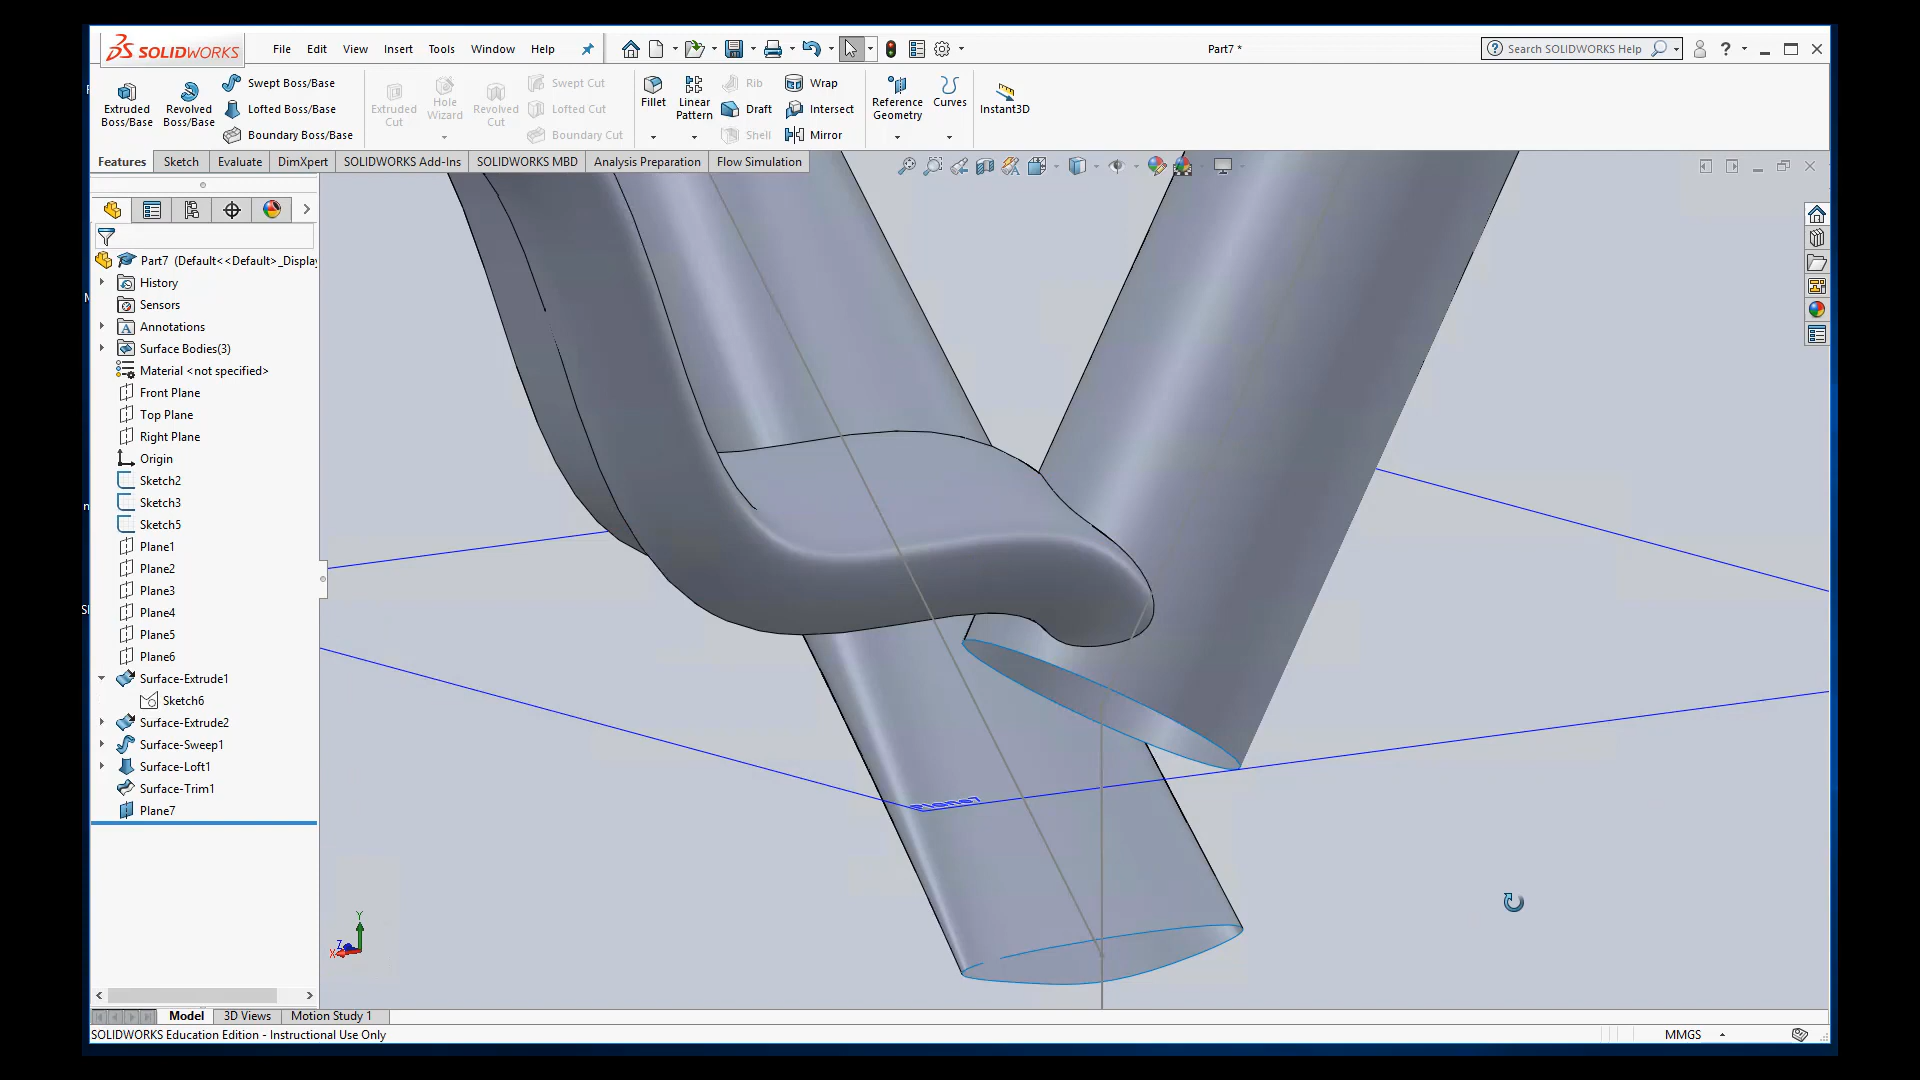 SOLIDWORKS
File Edit View Insert Tools Window Help
Part7 *
Search SOLIDWORKS Help
Extruded Boss/Base
Revolved Boss/Base
Swept Boss/Base
Lofted Boss/Base
Boundary Boss/Base
Extruded Cut
Hole Wizard
Revolved Cut
Swept Cut
Lofted Cut
Boundary Cut
Fillet
Linear Pattern
Rib
Draft
Shell
Wrap
Intersect
Mirror
Reference Geometry
Curves
Instant3D
Features Sketch Evaluate DimXpert SOLIDWORKS Add-Ins SOLIDWORKS MBD Analysis Preparation Flow Simulation
Part7 (Default<<Default>_Display
History
Sensors
Annotations
Surface Bodies(3)
Material <not specified>
Front Plane
Top Plane
Right Plane
Origin
Sketch2
Sketch3
Sketch5
Plane1
Plane2
Plane3
Plane4
Plane5
Plane6
Surface-Extrude1
Sketch6
Surface-Extrude2
Surface-Sweep1
Surface-Loft1
Surface-Trim1
Plane7
Plane7
Y
Z
X
Model 3D Views Motion Study 1
SOLIDWORKS Education Edition - Instructional Use Only
MMGS